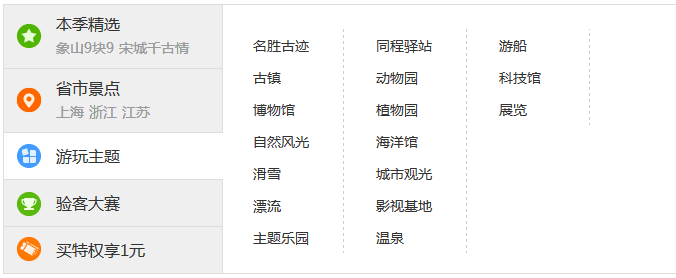 本季精选
象山9块9 宋城千古情
省市景点
上海 浙江 江苏
游玩主题
验客大赛
买特权享1元
名胜古迹
古镇
博物馆
自然风光
滑雪
漂流
主题乐园
同程驿站
动物园
植物园
海洋馆
城市观光
影视基地
温泉
游船
科技馆
展览